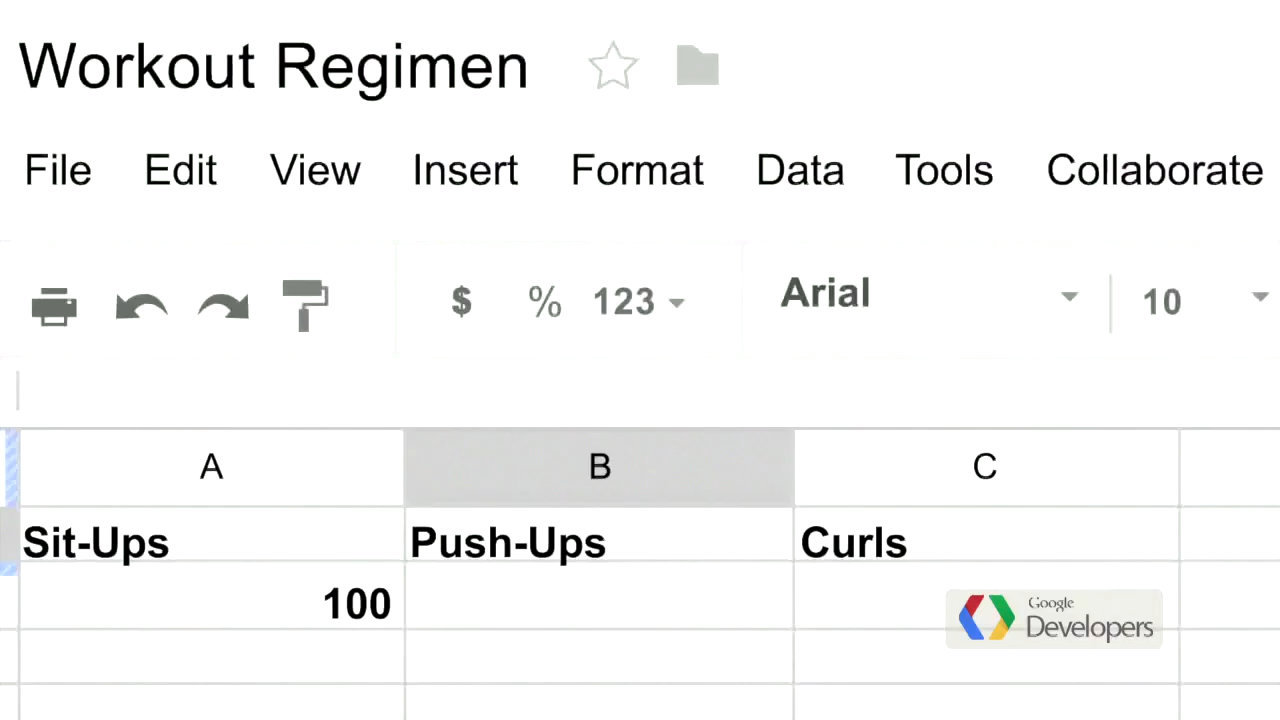 Workout Regimen
File Edit View Insert Format Data Tools Collaborate
$ % 123 Arial 10
A B C
Sit-Ups Push-Ups Curls
100
Google
Developers